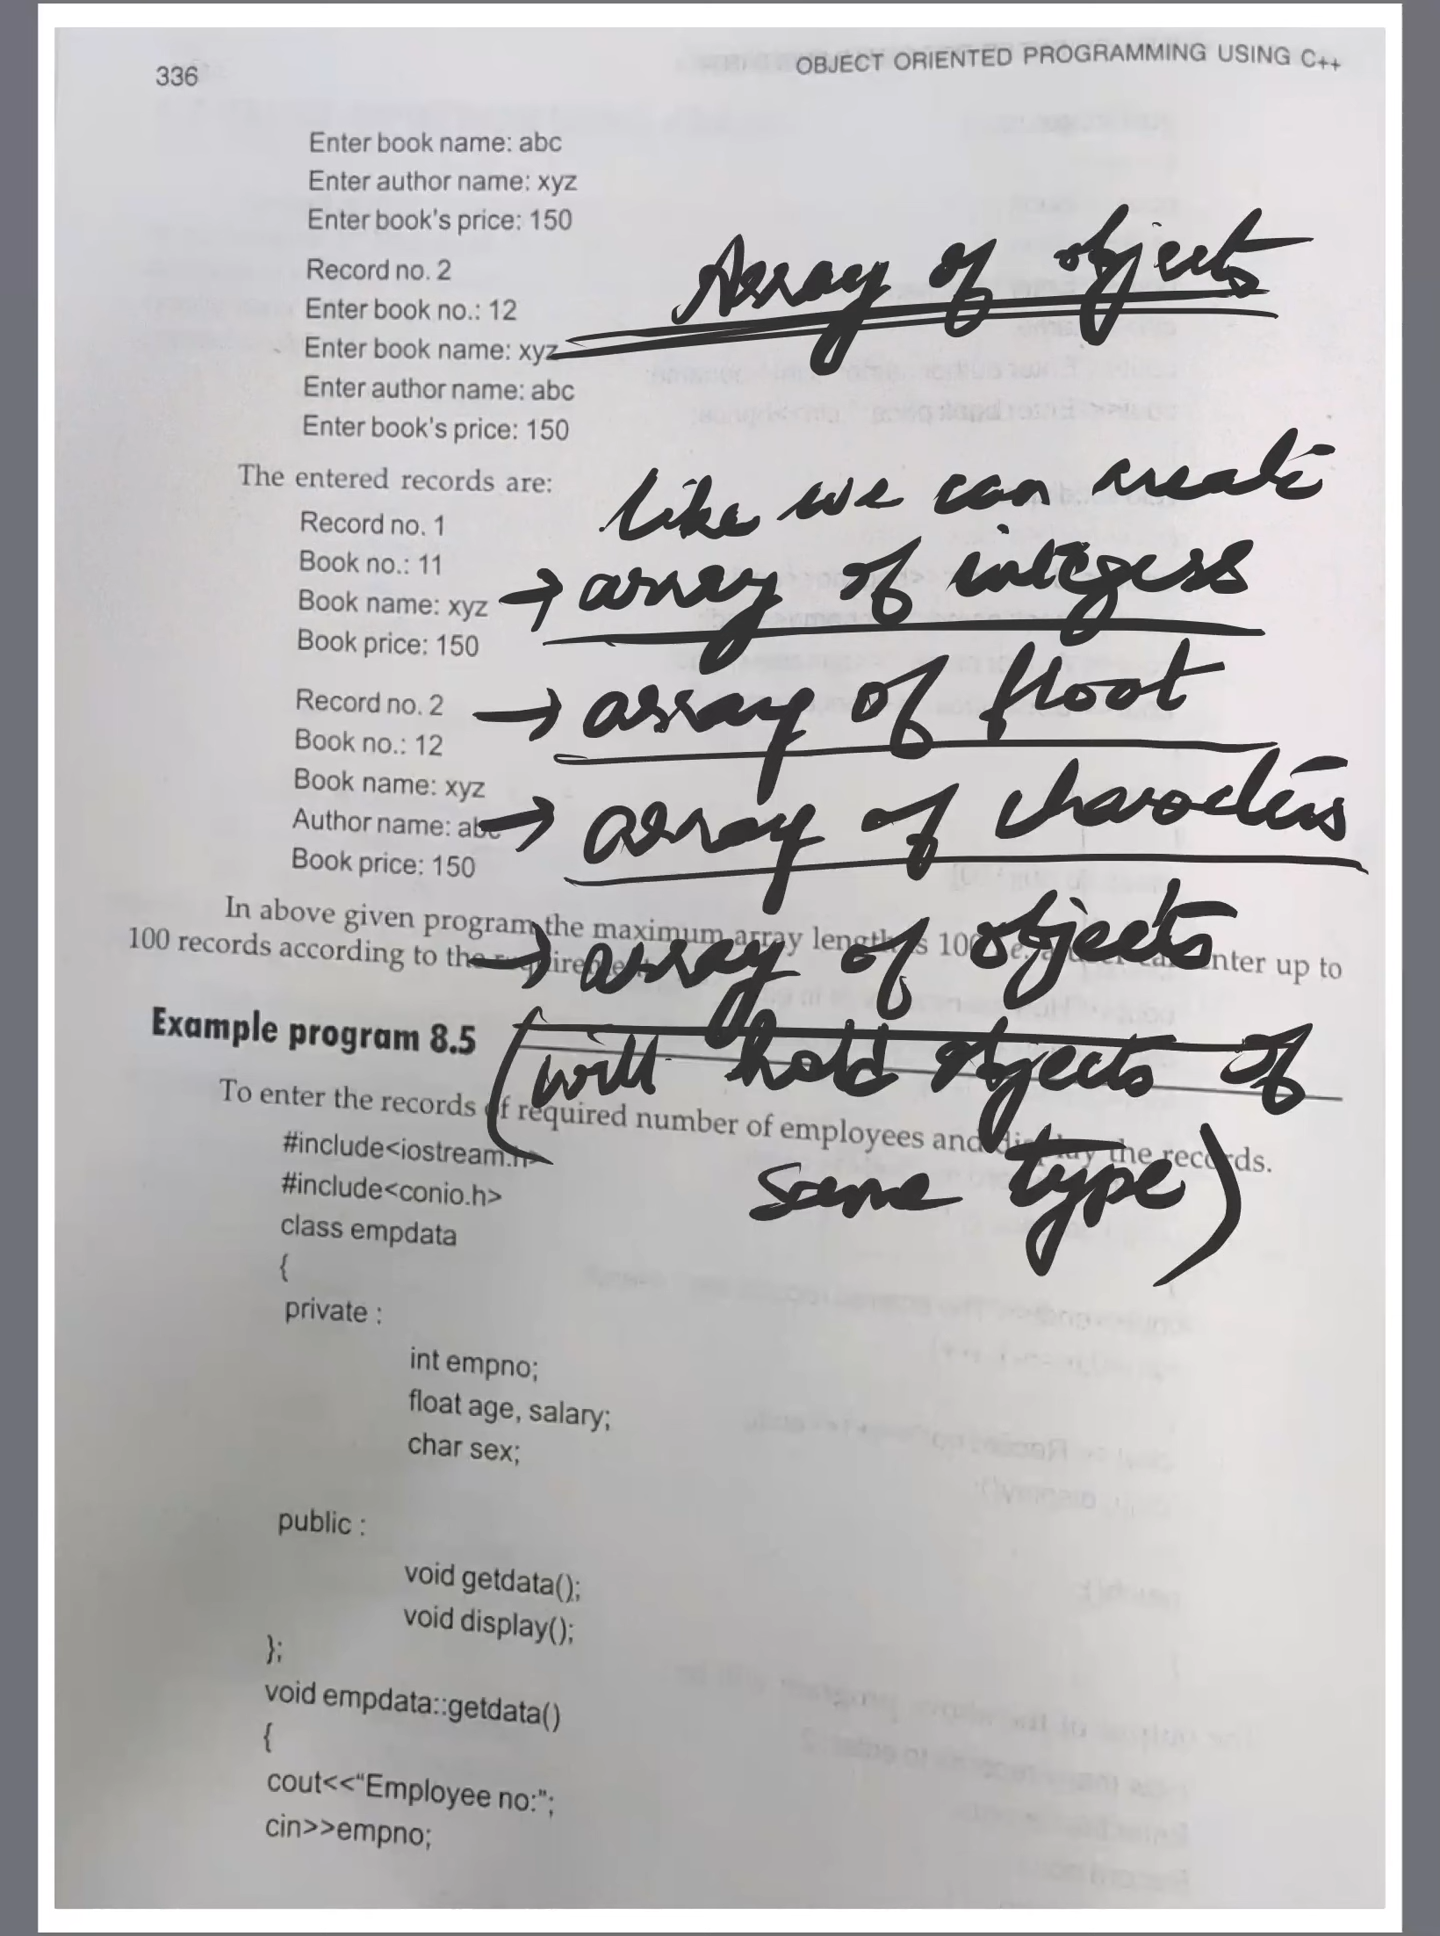 336
OBJECT ORIENTED PROGRAMMING USING C++
Enter book name: abc
Enter author name: xyz
Enter book's price: 150
Record no. 2
Enter book no.: 12
Enter book name: xyz
Enter author name: abc
Enter book's price: 150
Array of objects
The entered records are:
Record no. 1
Book no.: 11
Book name: xyz
Book price: 150
Record no. 2
Book no.: 12
Book name: xyz
Author name: abc
Book price: 150
like we can create
→ array of integers
→ array of float
→ array of characters
→ array of objects
(will hold objects of
same type)
In above given program the maximum array length is 100 enter up to
100 records according to the
Example program 8.5
To enter the records of required number of employees and display the records.
#include<iostream.h>
#include<conio.h>
class empdata
{
private :
int empno;
float age, salary;
char sex;
public :
void getdata();
void display();
};
void empdata::getdata()
{
cout<<“Employee no:”;
cin>>empno;